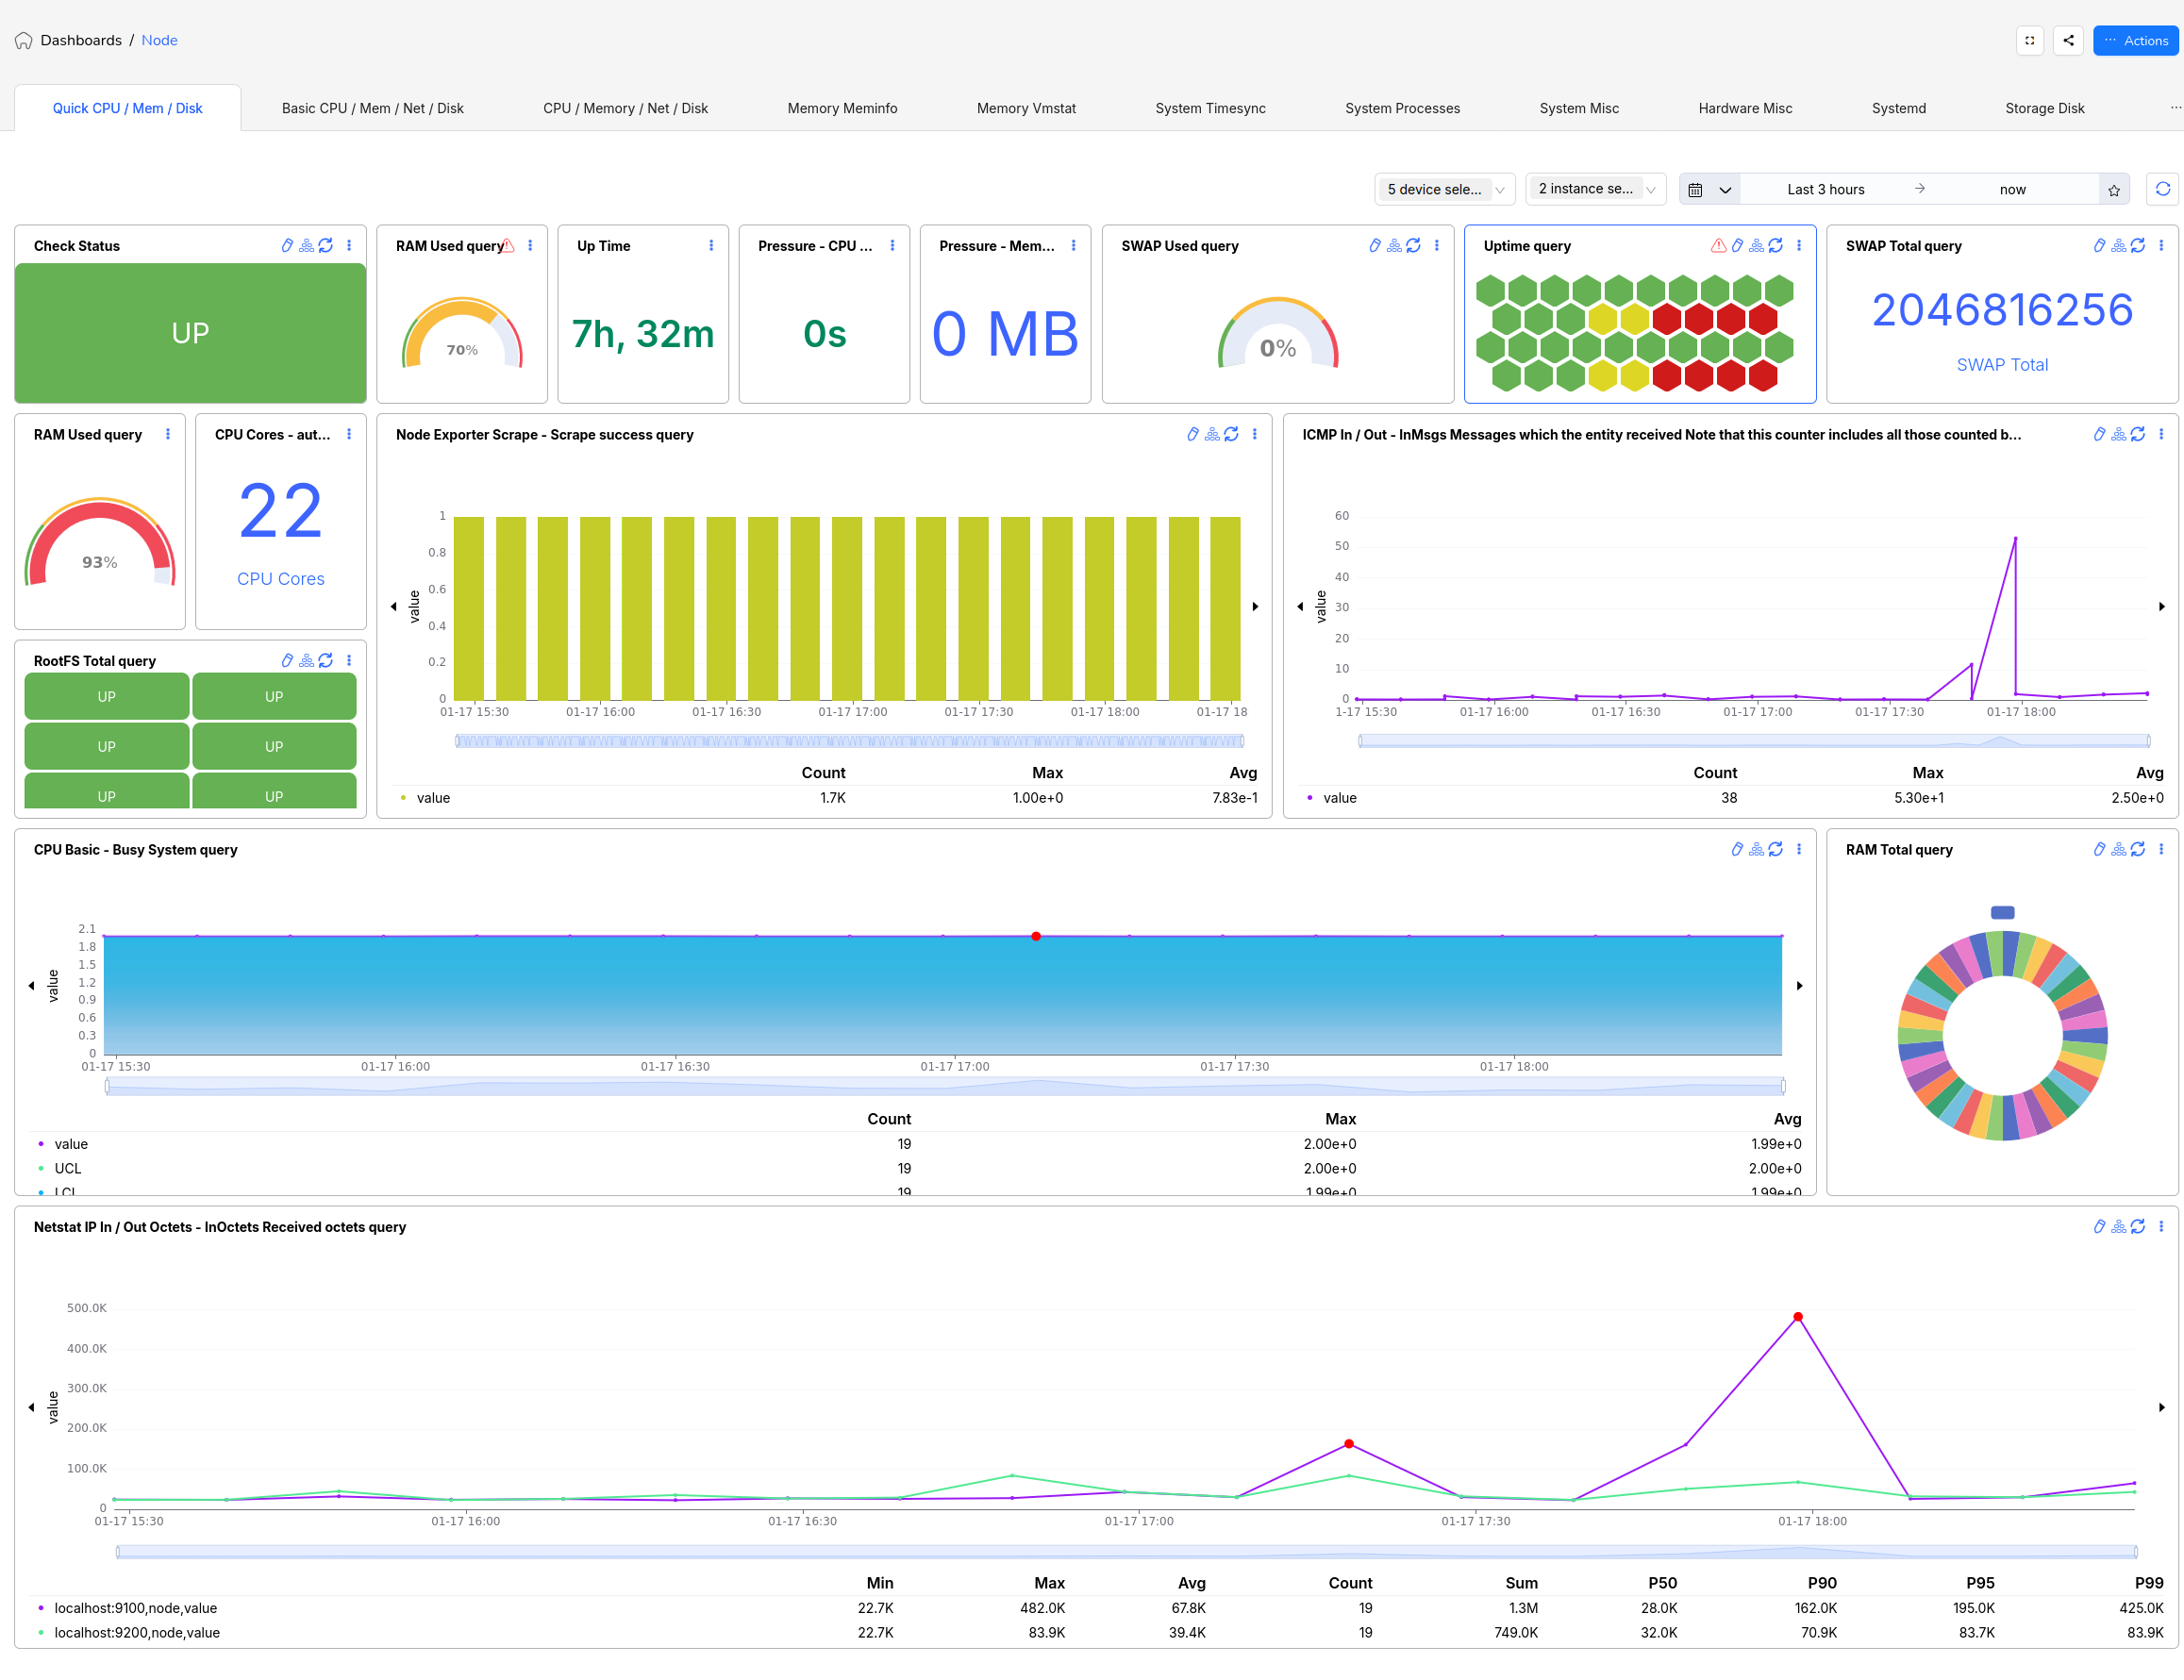 Dashboards / Node
··· Actions
Quick CPU / Mem / Disk
Basic CPU / Mem / Net / Disk
CPU / Memory / Net / Disk
Memory Meminfo
Memory Vmstat
System Timesync
System Processes
System Misc
Hardware Misc
Systemd
Storage Disk
···
5 device sele...
2 instance se...
Last 3 hours
now
Check Status
UP
RAM Used query
70%
Up Time
7h, 32m
Pressure - CPU ...
0s
Pressure - Mem...
0 MB
SWAP Used query
0%
Uptime query
SWAP Total query
2046816256
SWAP Total
RAM Used query
93%
CPU Cores - aut...
22
CPU Cores
RootFS Total query
UP UP
UP UP
UP UP
Node Exporter Scrape - Scrape success query
value
1
0.8
0.6
0.4
0.2
0
01-17 15:30 01-17 16:00 01-17 16:30 01-17 17:00 01-17 17:30 01-17 18:00 01-17 18
Count Max Avg
value 1.7K 1.00e+0 7.83e-1
ICMP In / Out - InMsgs Messages which the entity received Note that this counter includes all those counted b...
value
60
50
40
30
20
10
0
1-17 15:30 01-17 16:00 01-17 16:30 01-17 17:00 01-17 17:30 01-17 18:00
Count Max Avg
value 38 5.30e+1 2.50e+0
CPU Basic - Busy System query
value
2.1
1.8
1.5
1.2
0.9
0.6
0.3
0
01-17 15:30 01-17 16:00 01-17 16:30 01-17 17:00 01-17 17:30 01-17 18:00
Count Max Avg
value 19 2.00e+0 1.99e+0
UCL 19 2.00e+0 2.00e+0
LCL 19 1.99e+0 1.99e+0
RAM Total query
Netstat IP In / Out Octets - InOctets Received octets query
value
500.0K
400.0K
300.0K
200.0K
100.0K
0
01-17 15:30 01-17 16:00 01-17 16:30 01-17 17:00 01-17 17:30 01-17 18:00
Min Max Avg Count Sum P50 P90 P95 P99
localhost:9100,node,value 22.7K 482.0K 67.8K 19 1.3M 28.0K 162.0K 195.0K 425.0K
localhost:9200,node,value 22.7K 83.9K 39.4K 19 749.0K 32.0K 70.9K 83.7K 83.9K